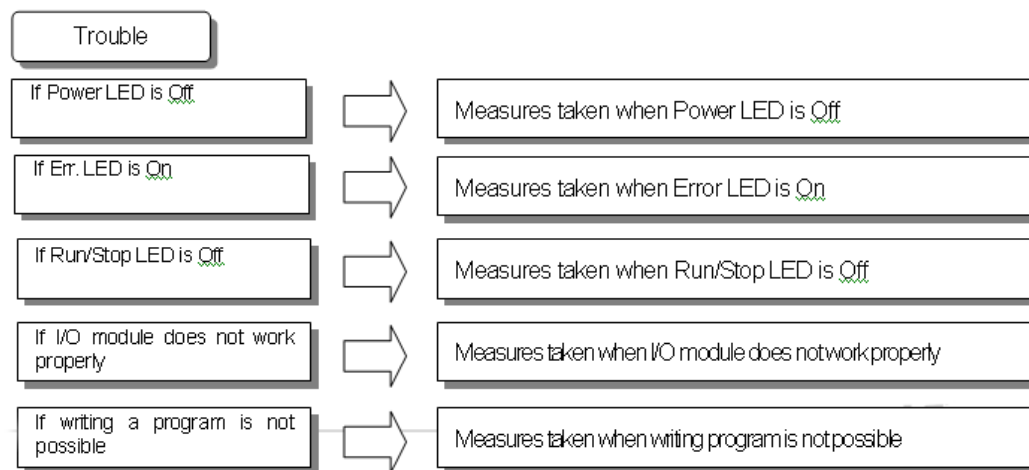 Trouble
If Power LED is Off
Measures taken when Power LED is Off
If Err. LED is On
Measures taken when Error LED is On
If Run/Stop LED is Off
Measures taken when Run/Stop LED is Off
If I/O module does not work
properly
Measures taken when I/O module does not work properly
If writing a program is not
possible
Measures taken when writing program is not possible